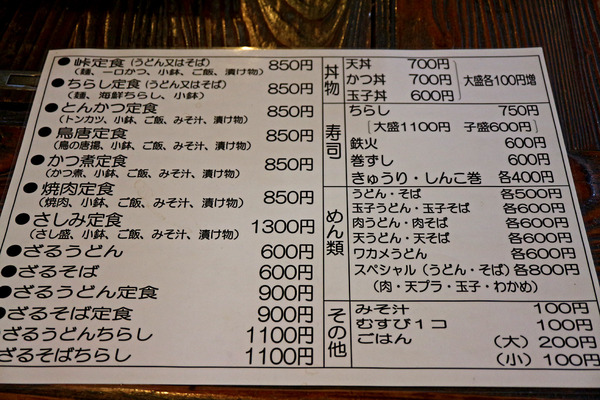 ●峠定食(うどん又はそば) 850円
(麺、一口かつ、小鉢、ご飯、漬け物)
●ちらし定食(うどん又はそば) 850円
(麺、海鮮ちらし、小鉢)
●とんかつ定食 850円
(トンカツ、小鉢、ご飯、みそ汁、漬け物)
●鳥唐定食 850円
(鳥の唐揚、小鉢、ご飯、みそ汁、漬け物)
●かつ煮定食 850円
(かつ煮、小鉢、ご飯、みそ汁、漬け物)
●焼肉定食 850円
(焼肉、小鉢、ご飯、みそ汁、漬け物)
●さしみ定食 1300円
(さし盛、小鉢、ご飯、みそ汁、漬け物)
●ざるうどん 600円
●ざるそば 600円
●ざるうどん定食 900円
●ざるそば定食 900円
●ざるうどんちらし 1100円
ざるそばちらし 1100円
丼物
天丼 700円
かつ丼 700円 大盛各100円増
玉子丼 600円
寿司
ちらし 750円
[大盛1100円 子盛600円]
鉄火 600円
巻ずし 600円
きゅうり・しんこ巻 各400円
めん類
うどん・そば 各500円
玉子うどん・玉子そば 各600円
肉うどん・肉そば 各600円
天うどん・天そば 各600円
ワカメうどん 各600円
スペシャル(うどん・そば) 各800円
(肉・天プラ・玉子・わかめ)
その他
みそ汁 100円
むすび1コ 100円
ごはん (大) 200円
(小) 100円